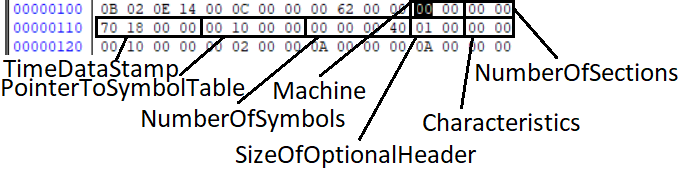 00000100 0B 02 0E 14 00 0C 00 00 00 62 00 00 00 00 00 00
00000110 70 18 00 00 00 10 00 00 00 00 00 40 01 00 00 00
00000120 00 10 00 00 00 02 00 00 0A 00 00 00 0A 00 00 00
TimeDataStamp
PointerToSymbolTable
Machine
NumberOfSections
NumberOfSymbols
Characteristics
SizeOfOptionalHeader